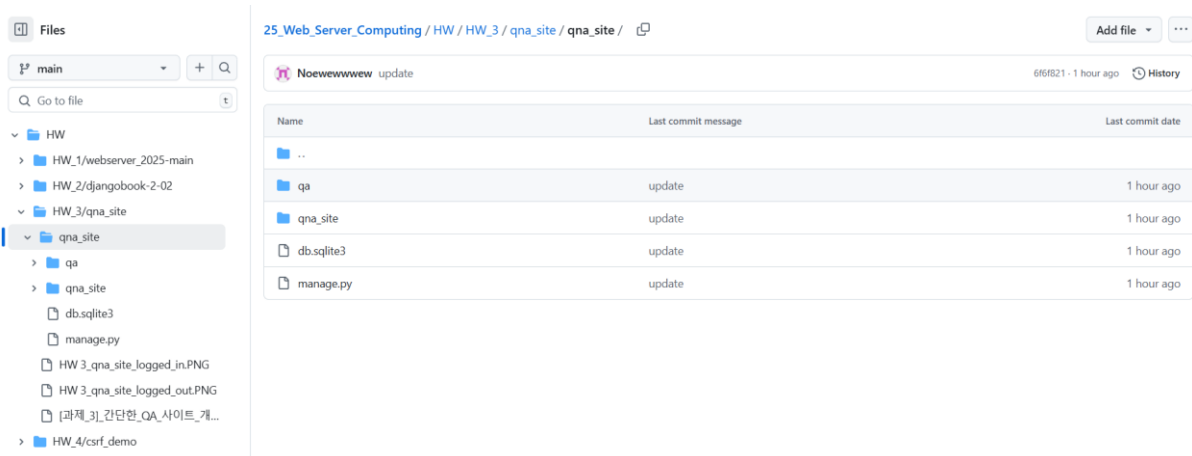 Files
25_Web_Server_Computing / HW / HW_3 / qna_site / qna_site /
Add file
main
Go to file
t
Noewewwwew update
6f6f821 · 1 hour ago
History
Name
Last commit message
Last commit date
..
qa
update
1 hour ago
qna_site
update
1 hour ago
db.sqlite3
update
1 hour ago
manage.py
update
1 hour ago
HW
HW_1/webserver_2025-main
HW_2/djangobook-2-02
HW_3/qna_site
qna_site
qa
qna_site
db.sqlite3
manage.py
HW 3_qna_site_logged_in.PNG
HW 3_qna_site_logged_out.PNG
[과제_3]_간단한_QA_사이트_개...
HW_4/csrf_demo